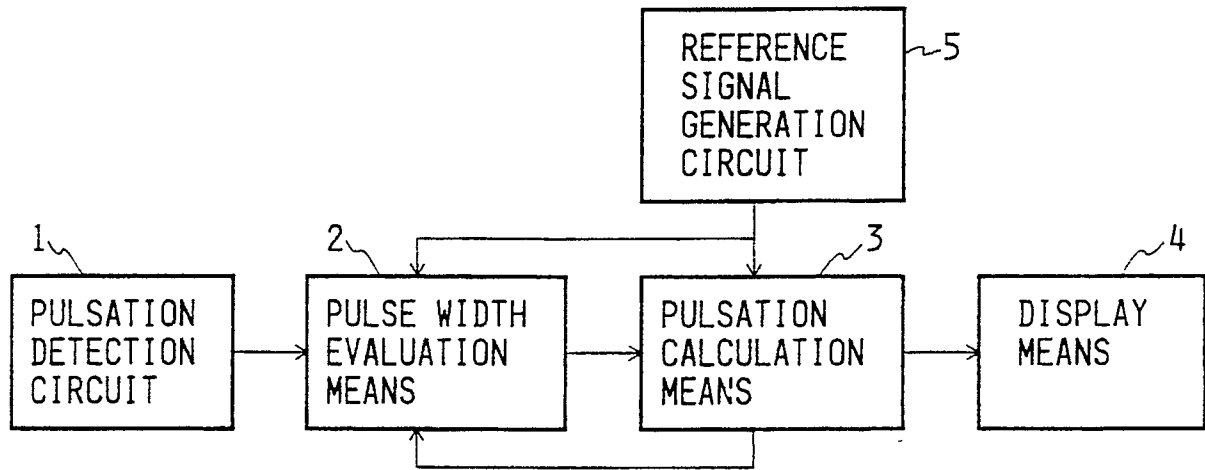 REFERENCE
SIGNAL
GENERATION
CIRCUIT
5
1
2
3
4
PULSATION
DETECTION
CIRCUIT
PULSE WIDTH
EVALUATION
MEANS
PULSATION
CALCULATION
MEANS
DISPLAY
MEANS